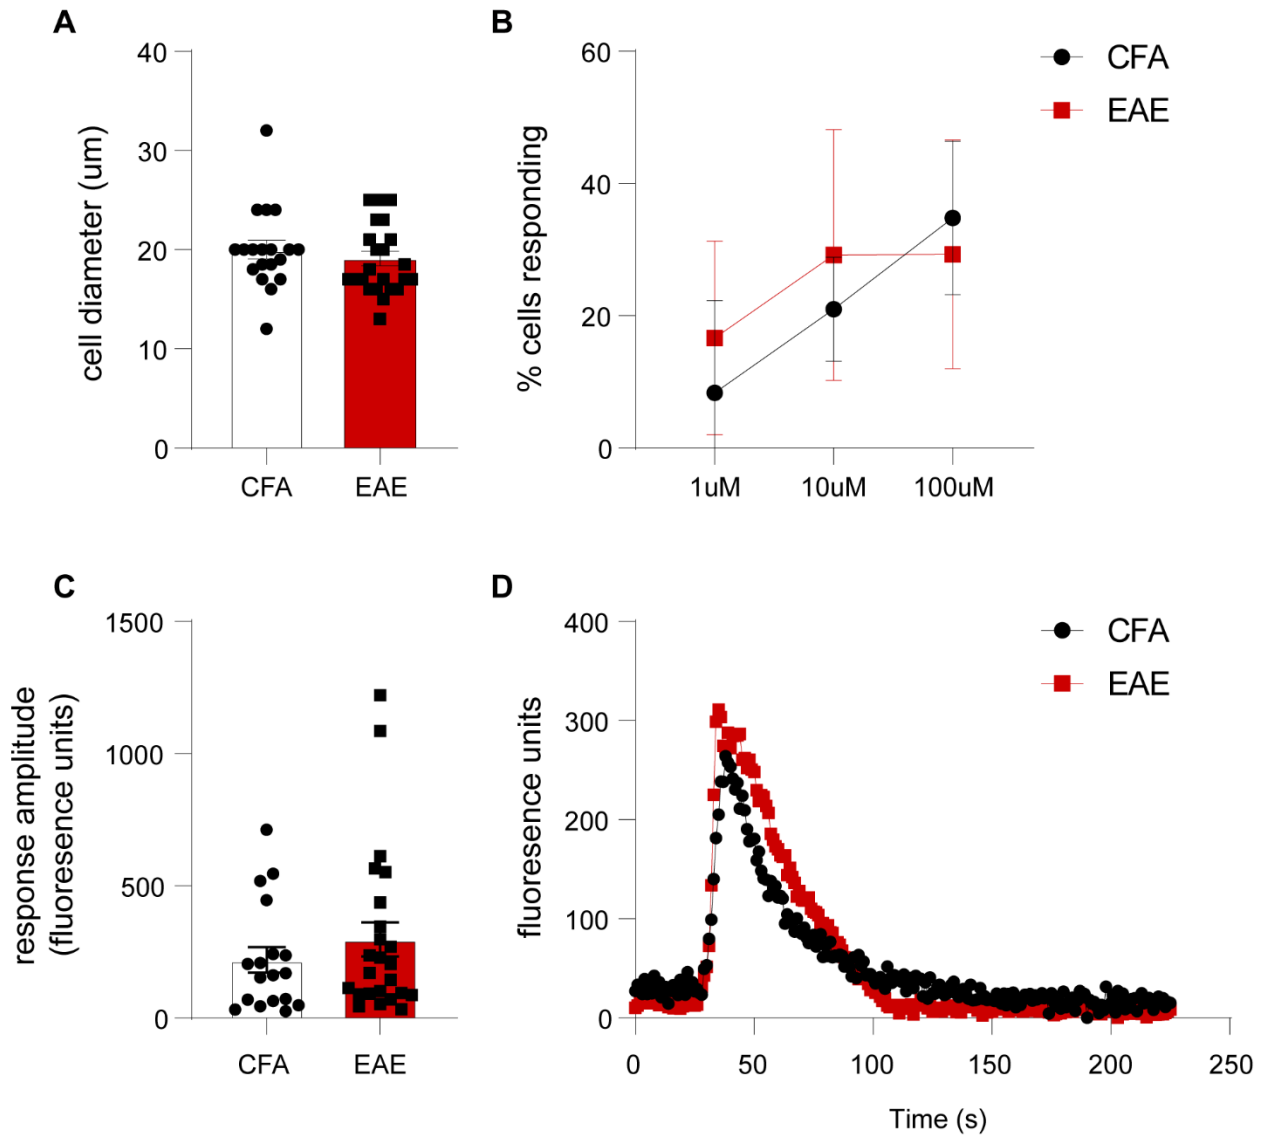 A
40
30
20
10
0
cell diameter (um)
CFA
EAE
B
60
40
20
0
% cells responding
1uM
10uM
100uM
CFA
EAE
C
1500
1000
500
0
response amplitude
(fluoresence units)
CFA
EAE
D
400
300
200
100
0
fluoresence units
0
50
100
150
200
250
Time (s)
CFA
EAE